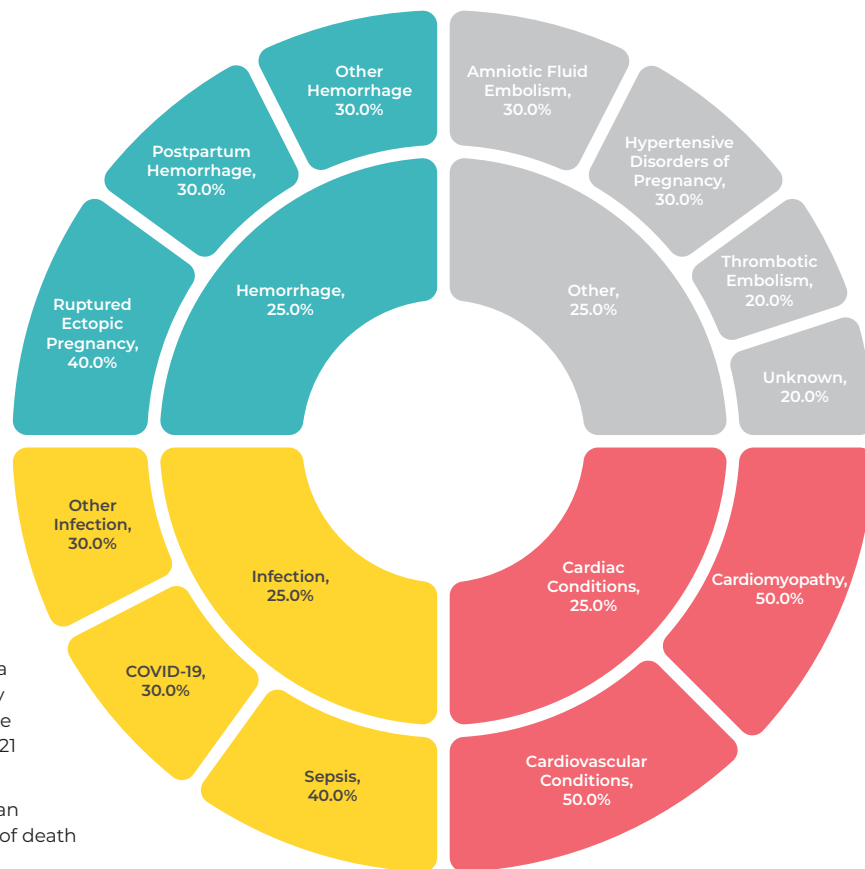 Other
Hemorrhage
30.0%
Amniotic Fluid
Embolism,
30.0%
Postpartum
Hemorrhage,
30.0%
Hypertensive
Disorders of
Pregnancy,
30.0%
Ruptured
Ectopic
Pregnancy,
40.0%
Hemorrhage,
25.0%
Other,
25.0%
Thrombotic
Embolism,
20.0%
Unknown,
20.0%
Other
Infection,
30.0%
Infection,
25.0%
Cardiac
Conditions,
25.0%
Cardiomyopathy,
50.0%
COVID-19,
30.0%
Sepsis,
40.0%
Cardiovascular
Conditions,
50.0%
a
y
e
21
an
of death